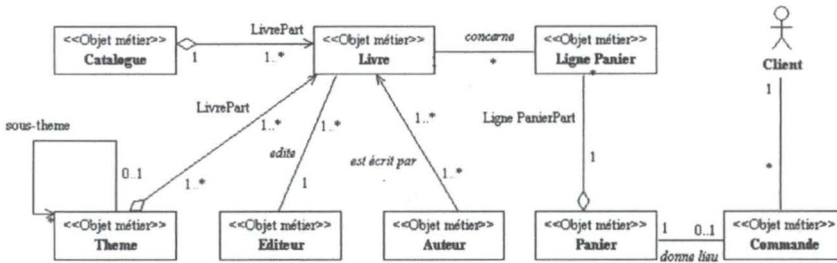 <<Objet métier>>
Catalogue
1
LivrePart
1..*
<<Objet métier>>
Livre
concerne
*
<<Objet métier>>
Ligne Panier
*
Client
1
*
sous-theme
0..1
*
LivrePart
1..*
1..*
edite
1..*
1
est écrit par
1..*
1..*
Ligne PanierPart
1
<<Objet métier>>
Theme
<<Objet métier>>
Editeur
<<Objet métier>>
Auteur
<<Objet métier>>
Panier
1
0..1
donne lieu
<<Objet métier>>
Commande